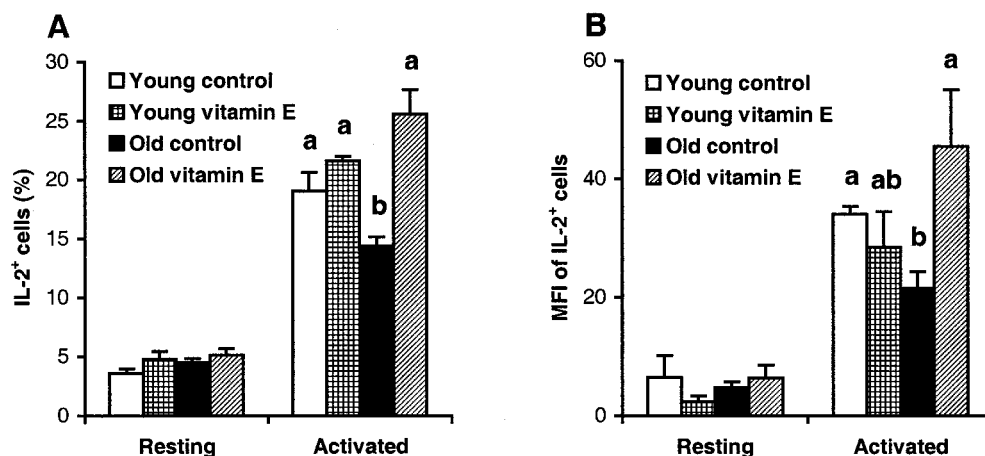 A
IL-2⁺ cells (%)
30
25
20
15
10
5
0
Young control
Young vitamin E
Old control
Old vitamin E
a
a
b
a
Resting
Activated
B
MFI of IL-2⁺ cells
60
40
20
0
Young control
Young vitamin E
Old control
Old vitamin E
a
ab
b
a
Resting
Activated